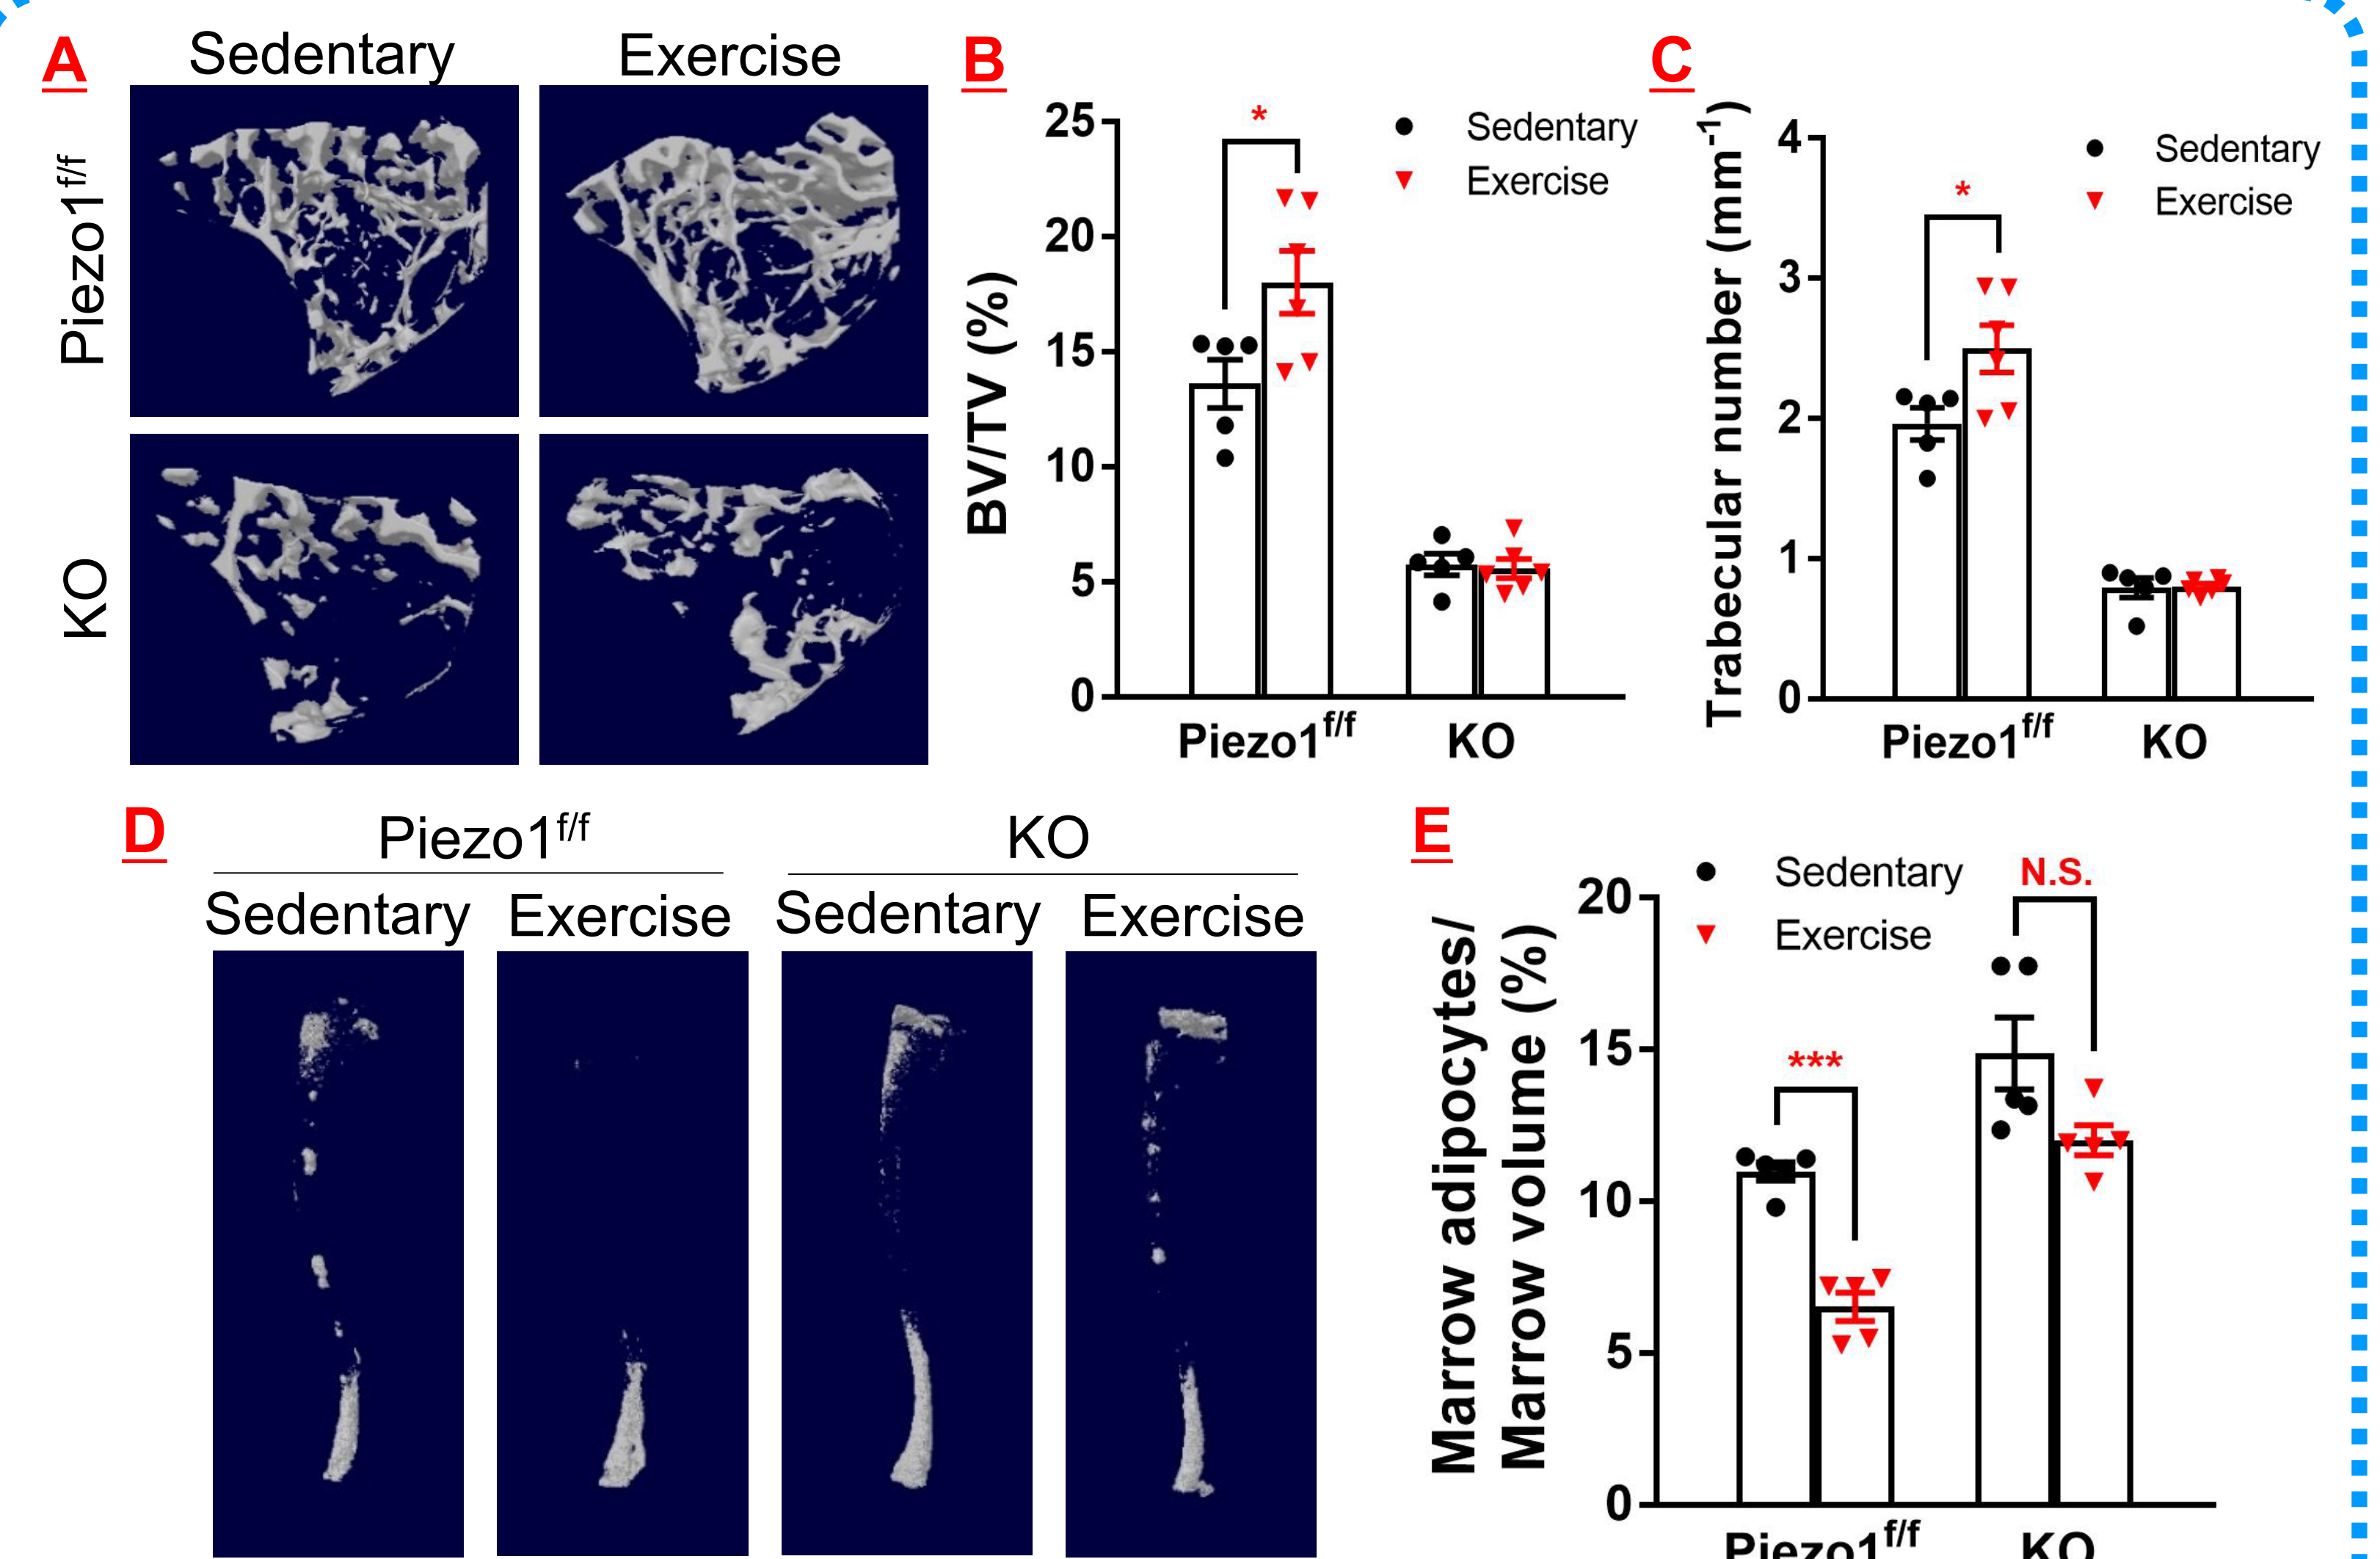 A
Sedentary
Exercise
Piezo1f/f
KO
B
BV/TV (%)
25
20
15
10
5
0
*
Sedentary
Exercise
Piezo1f/f
KO
C
Trabecular number (mm-1)
4
3
2
1
0
*
Sedentary
Exercise
Piezo1f/f
KO
D
Piezo1f/f
KO
Sedentary
Exercise
Sedentary
Exercise
E
Marrow adipocytes/
Marrow volume (%)
20
15
10
5
0
Sedentary
Exercise
***
N.S.
Piezo1f/f
KO